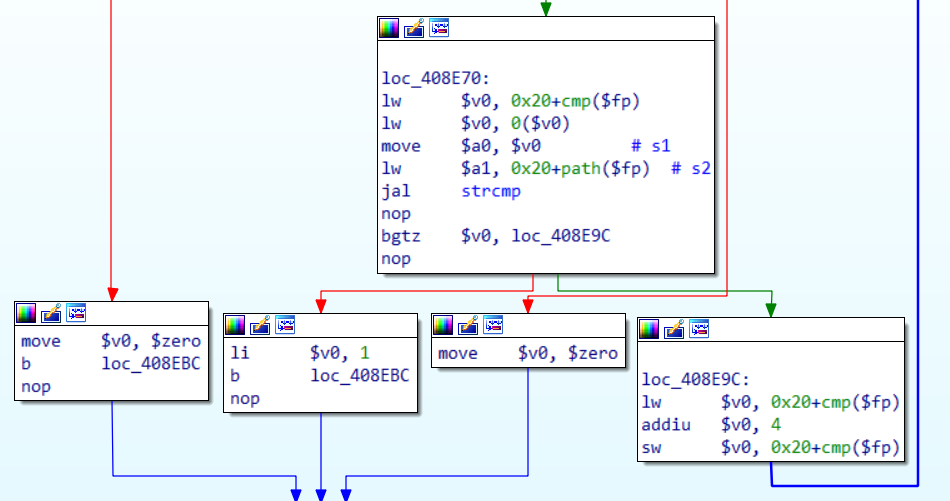 loc_408E70:
lw $v0, 0x20+cmp($fp)
lw $v0, 0($v0)
move $a0, $v0 # s1
lw $a1, 0x20+path($fp) # s2
jal strcmp
nop
bgtz $v0, loc_408E9C
nop
move $v0, $zero
b loc_408EBC
nop
li $v0, 1
b loc_408EBC
nop
move $v0, $zero
loc_408E9C:
lw $v0, 0x20+cmp($fp)
addiu $v0, 4
sw $v0, 0x20+cmp($fp)